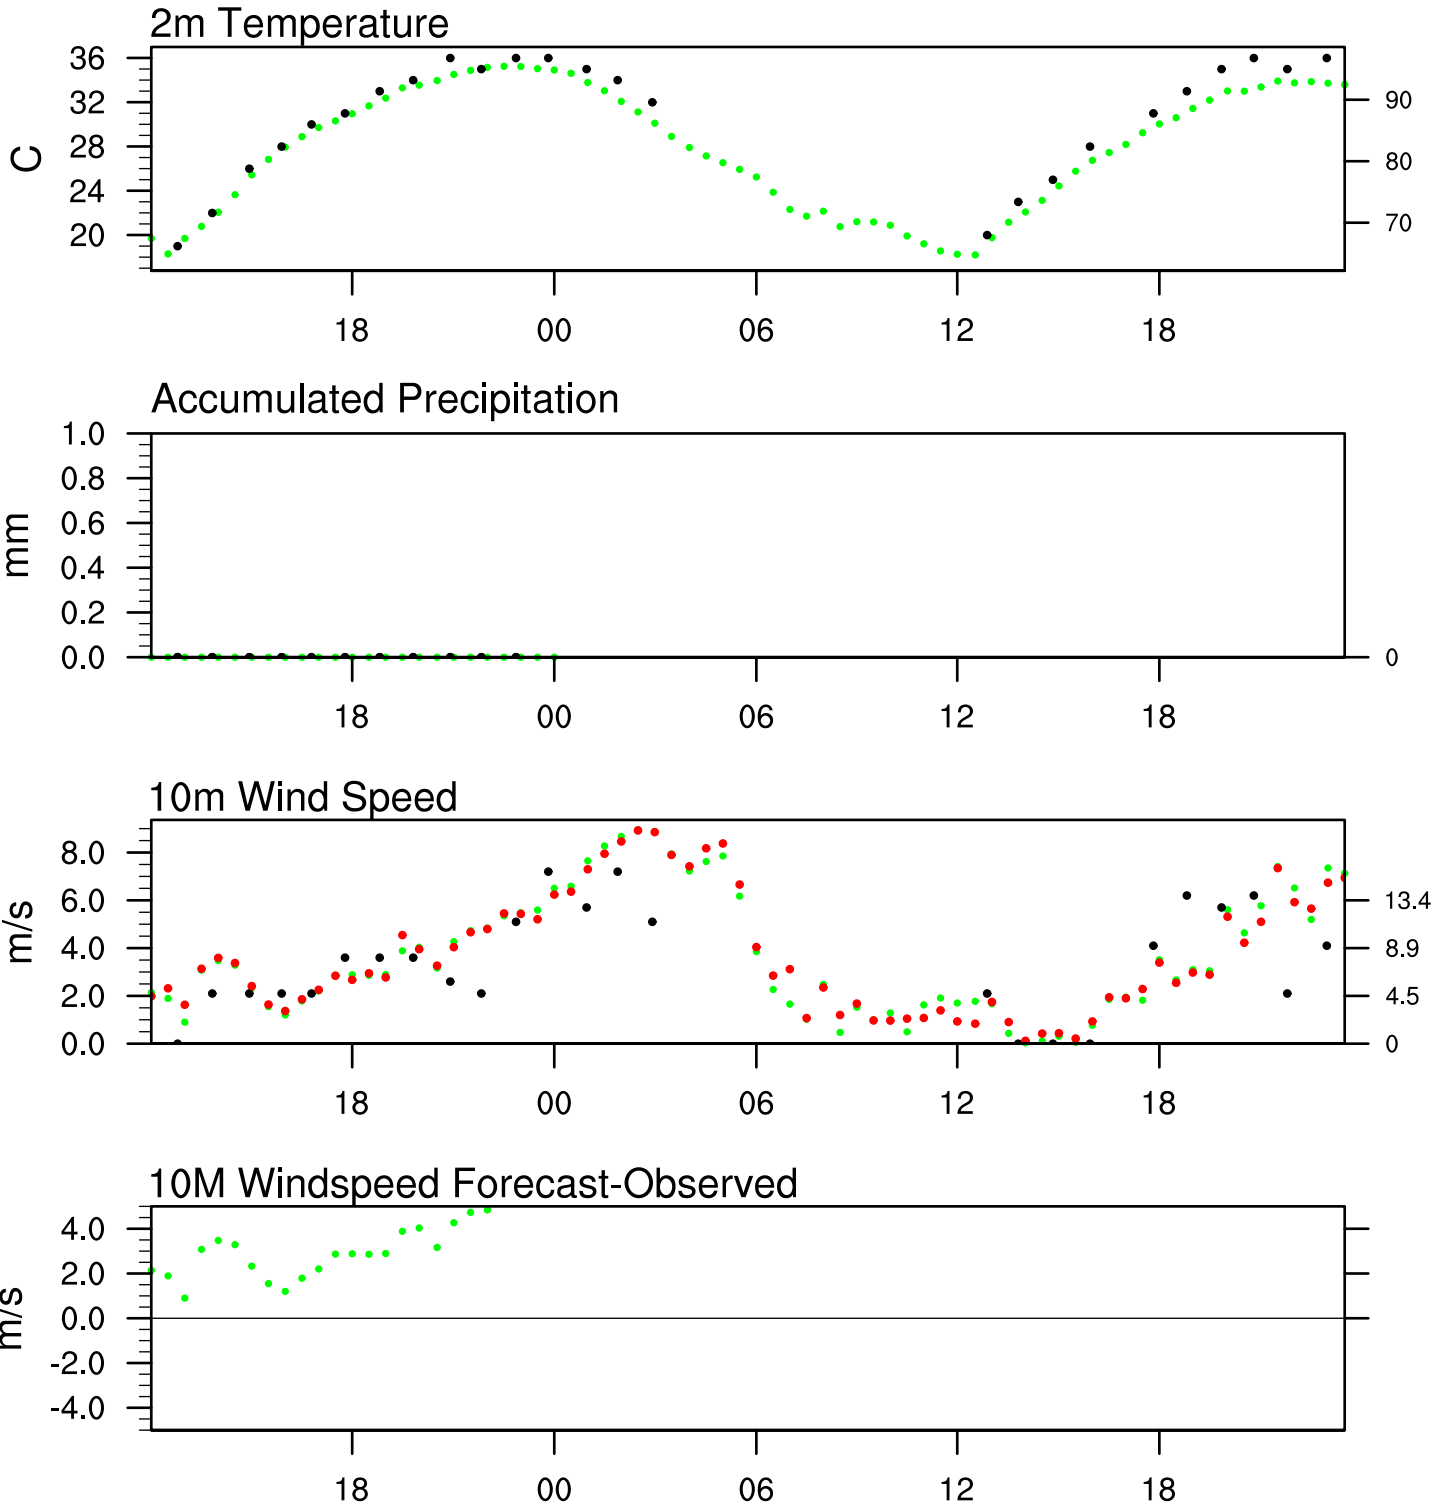 2m Temperature
36
32
28
24
20
C
90
80
70
18 00 06 12 18
Accumulated Precipitation
1.0
0.8
0.6
0.4
0.2
0.0
mm
0
18 00 06 12 18
10m Wind Speed
8.0
6.0
4.0
2.0
0.0
m/s
13.4
8.9
4.5
0
18 00 06 12 18
10M Windspeed Forecast-Observed
4.0
2.0
0.0
-2.0
-4.0
m/s
18 00 06 12 18